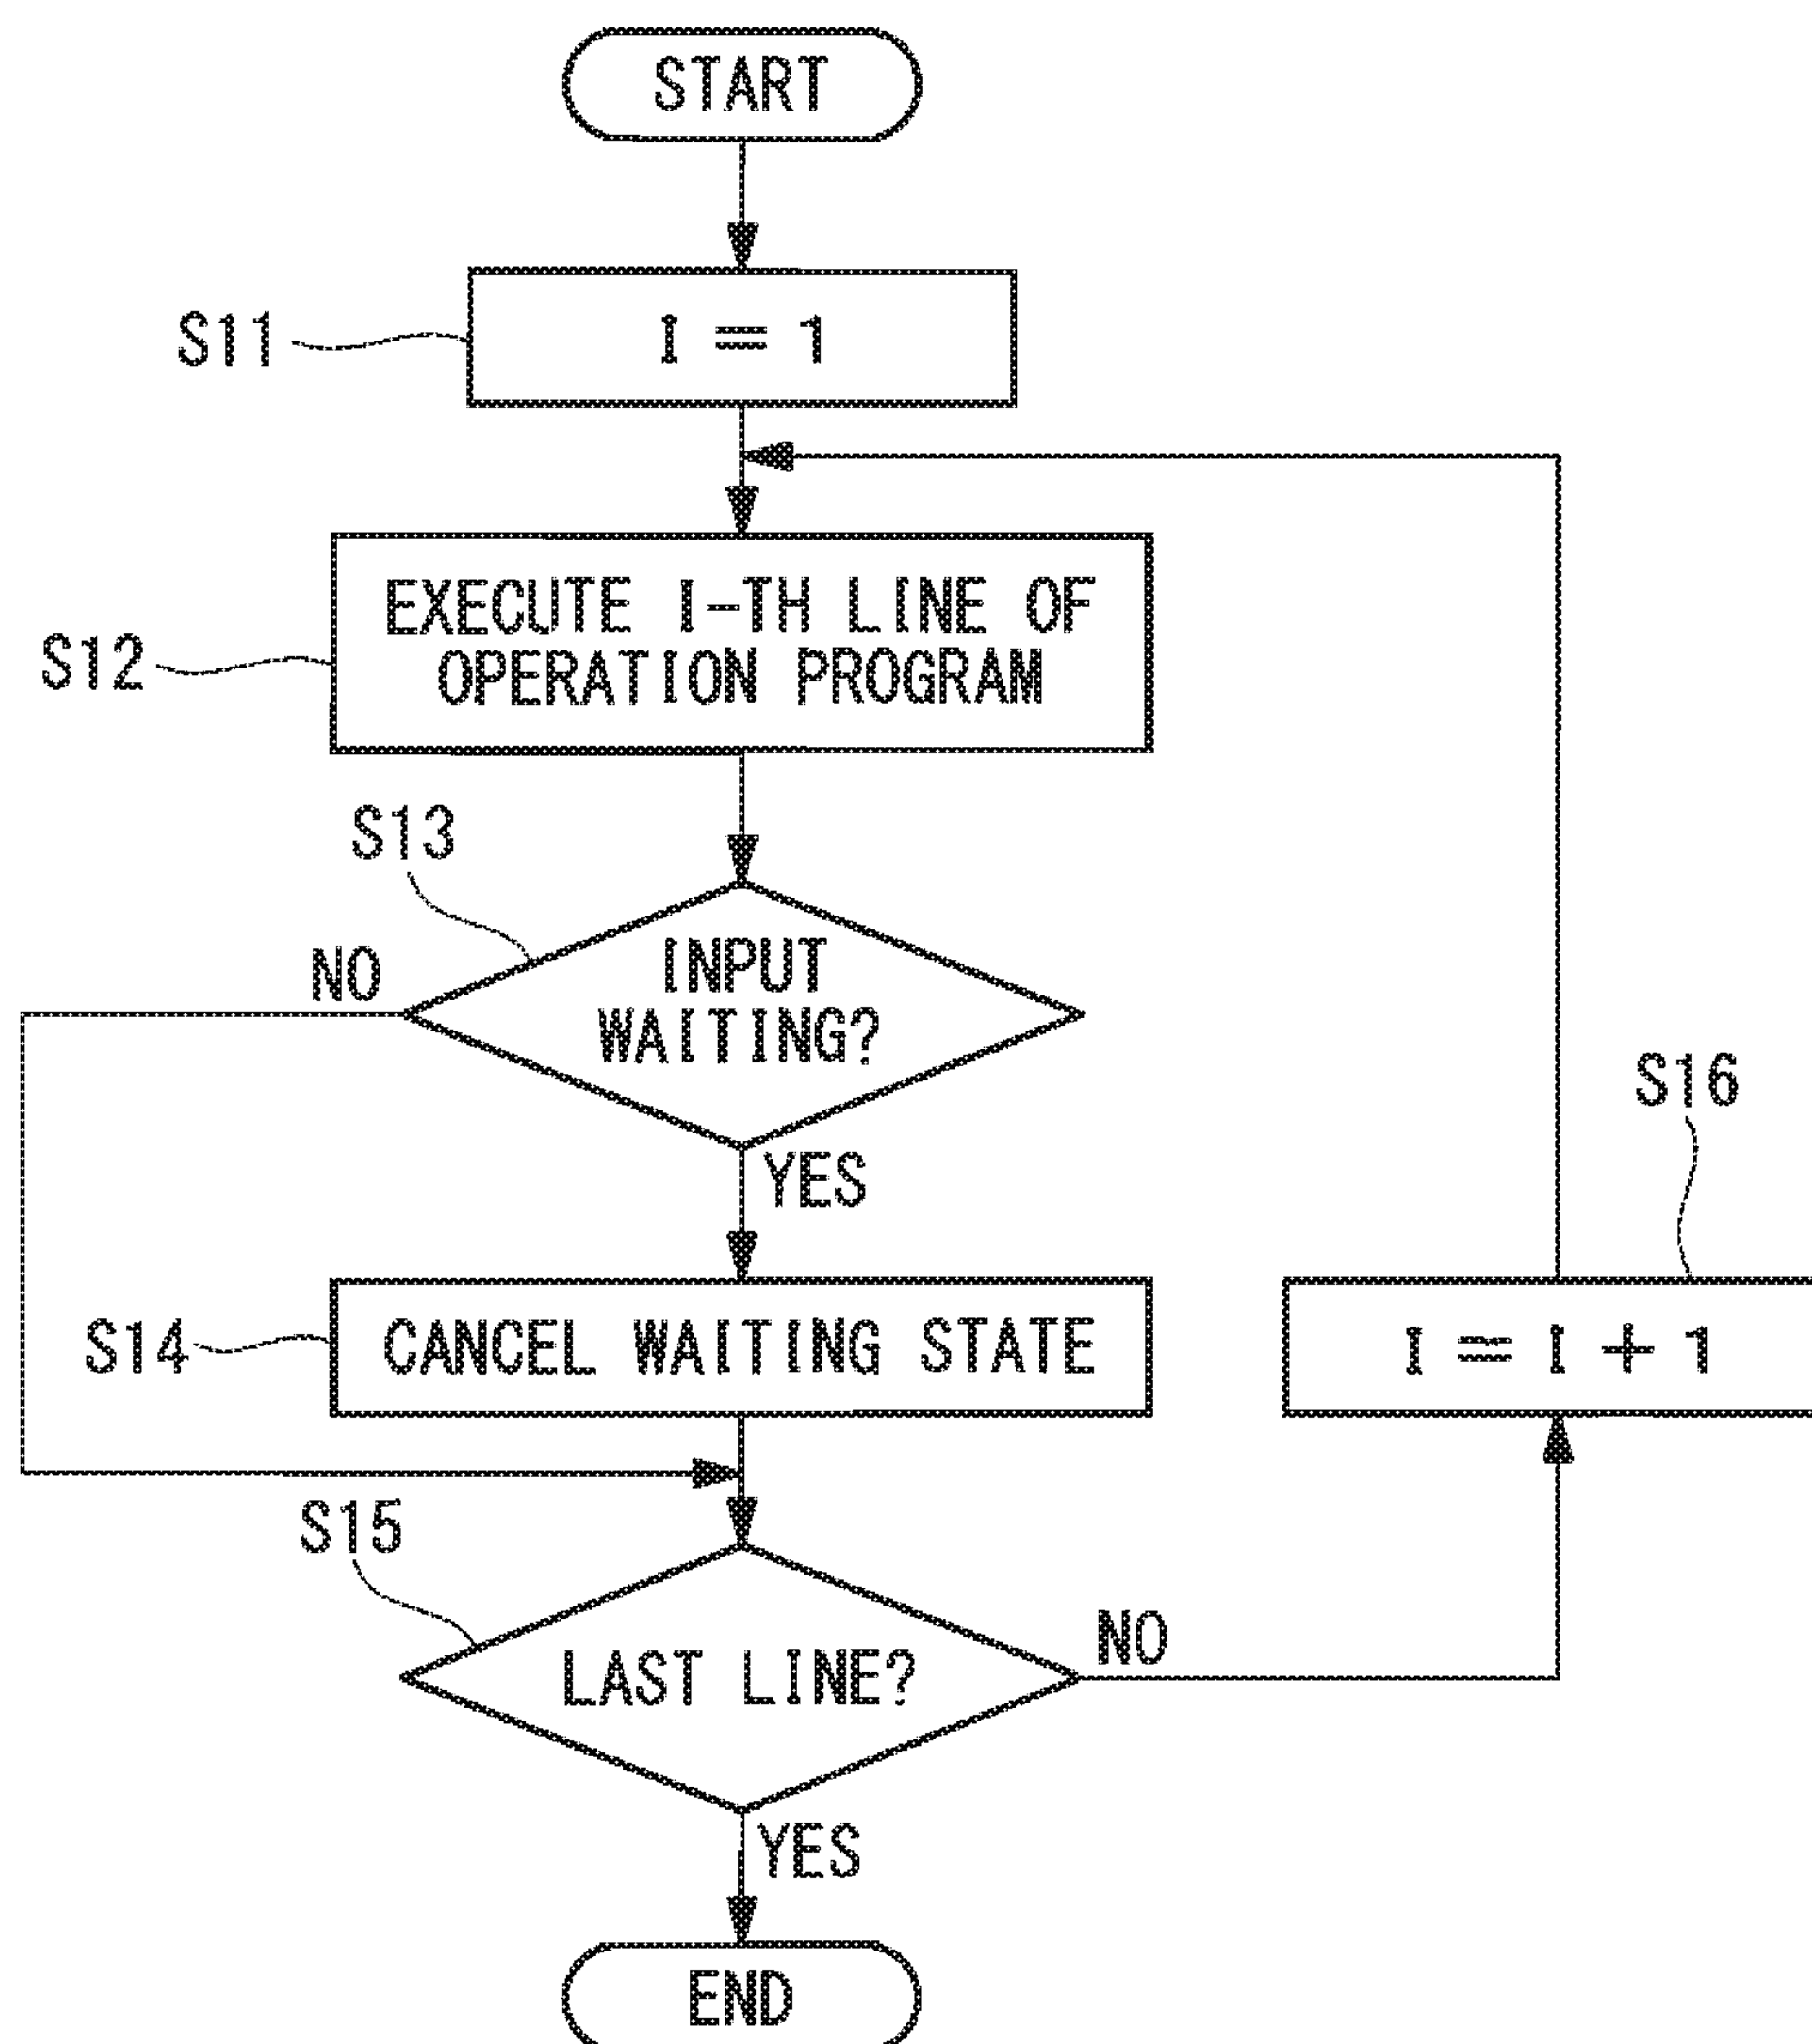 START
S11
I = 1
S12
EXECUTE I-TH LINE OF
OPERATION PROGRAM
S13
NO
INPUT
WAITING?
YES
S16
S14
CANCEL WAITING STATE
I = I + 1
S15
NO
LAST LINE?
YES
END